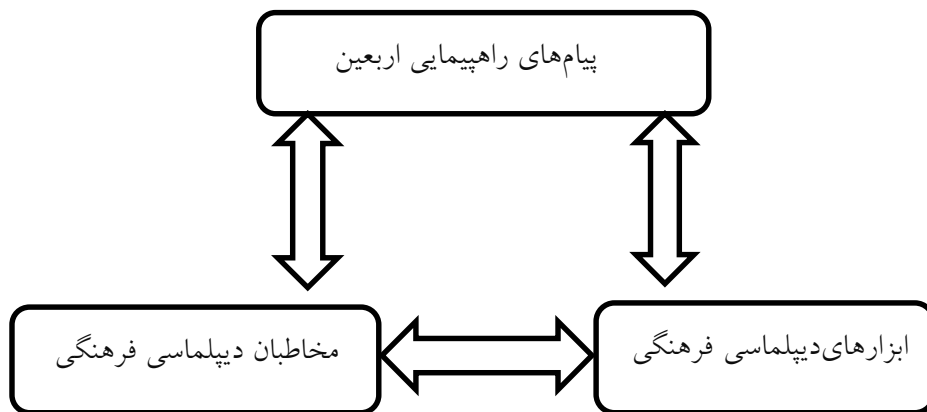 پیام‌های راهپیمایی اربعین
ابزارهای‌دیپلماسی فرهنگی
مخاطبان دیپلماسی فرهنگی